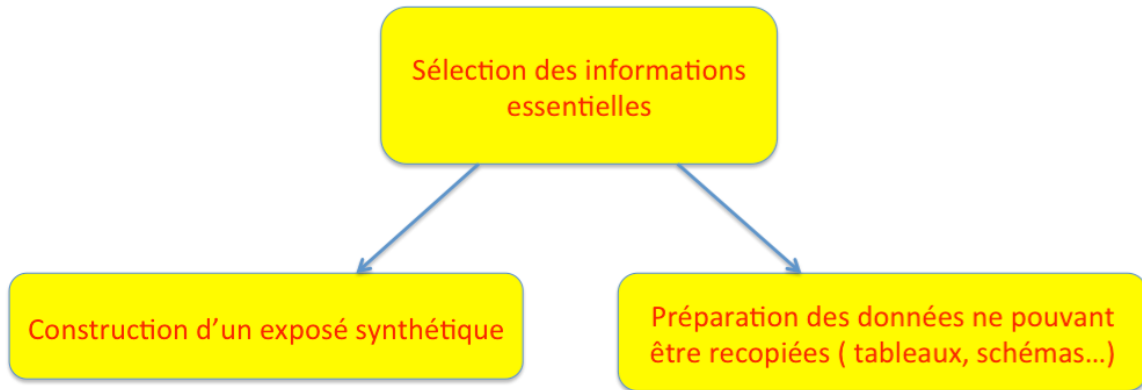 Sélection des informations
essentielles
Construction d’un exposé synthétique
Préparation des données ne pouvant
être recopiées ( tableaux, schémas…)